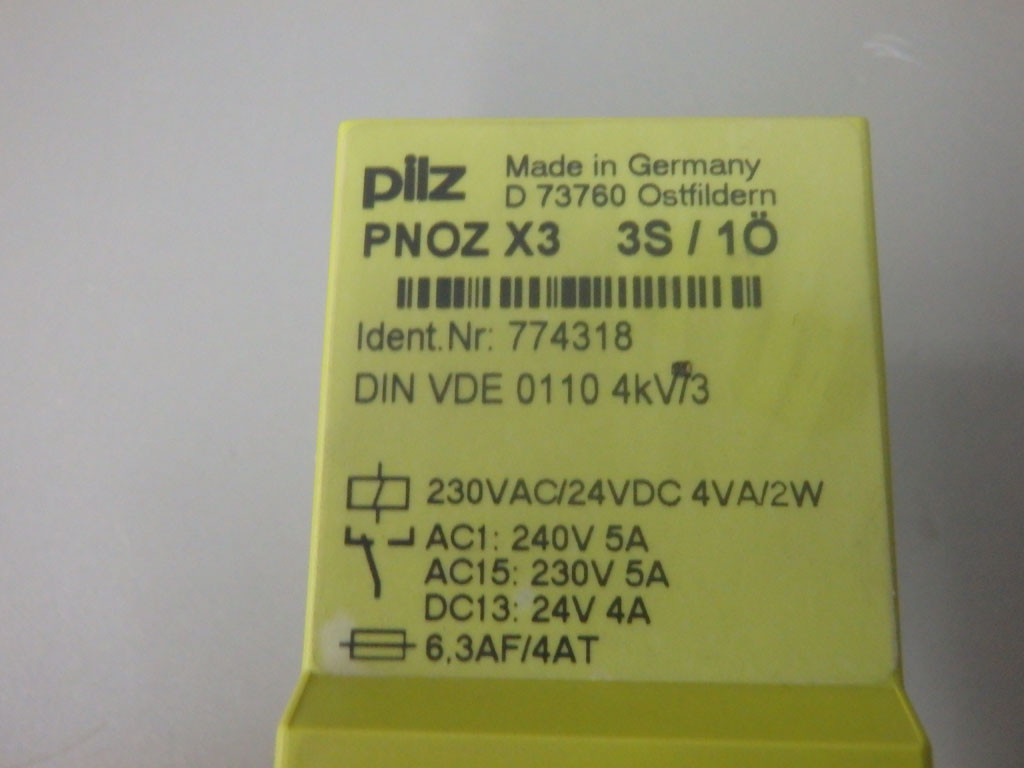 pilz
Made in Germany
D 73760 Ostfildern
PNOZ X3 3S / 1Ö
Ident.Nr: 774318
DIN VDE 0110 4kV/3
230VAC/24VDC 4VA/2W
AC1: 240V 5A
AC15: 230V 5A
DC13: 24V 4A
6,3AF/4AT